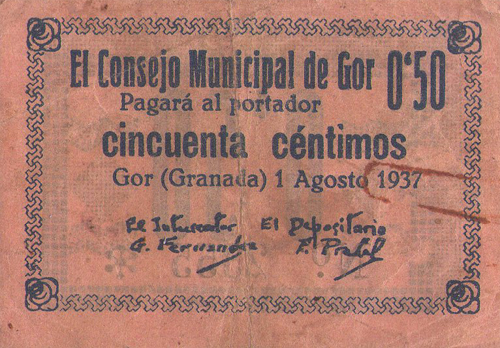 El Consejo Municipal de Gor 0'50
Pagará al portador
cincuenta céntimos
Gor (Granada) 1 Agosto 1937
El Interventor El Depositario
G. Fernandez F.